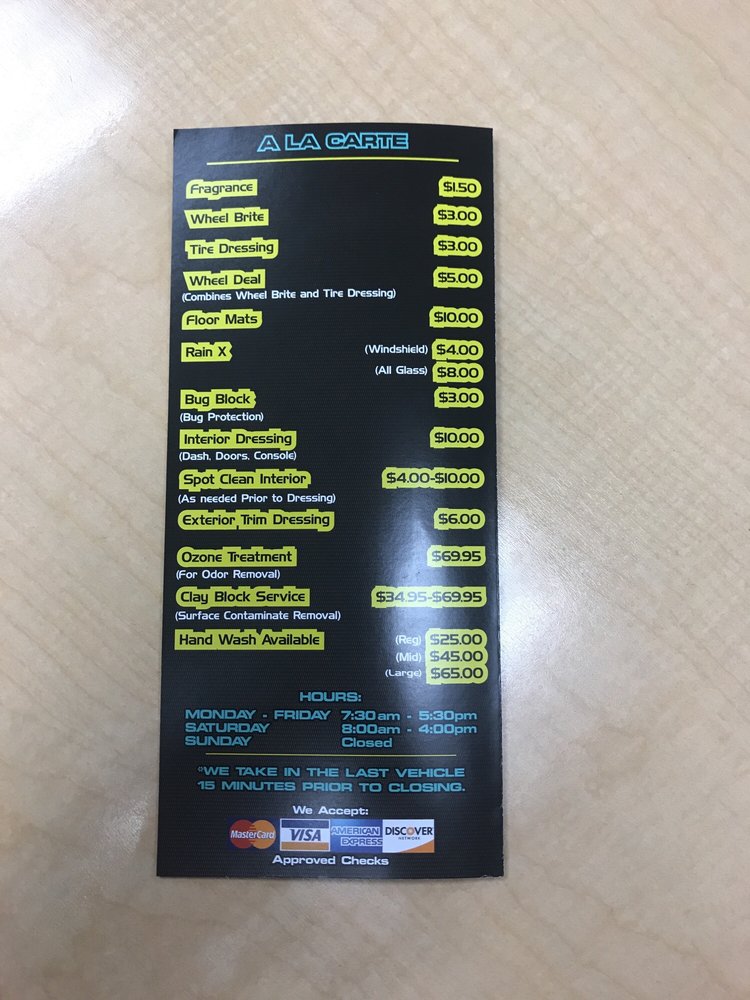 A LA CARTE
Fragrance $1.50
Wheel Brite $3.00
Tire Dressing $3.00
Wheel Deal $5.00
(Combines Wheel Brite and Tire Dressing)
Floor Mats $10.00
Rain X (Windshield) $4.00
(All Glass) $8.00
Bug Block $3.00
(Bug Protection)
Interior Dressing $10.00
(Dash, Doors, Console)
Spot Clean Interior $4.00-$10.00
(As needed Prior to Dressing)
Exterior Trim Dressing $6.00
Ozone Treatment $69.95
(For Odor Removal)
Clay Block Service $34.95-$69.95
(Surface Contaminate Removal)
Hand Wash Available (Reg) $25.00
(Mid) $45.00
(Large) $65.00
HOURS:
MONDAY - FRIDAY 7:30am - 5:30pm
SATURDAY 8:00am - 4:00pm
SUNDAY Closed
*WE TAKE IN THE LAST VEHICLE
15 MINUTES PRIOR TO CLOSING.
We Accept:
MasterCard VISA AMERICAN EXPRESS DISCOVER NETWORK
Approved Checks